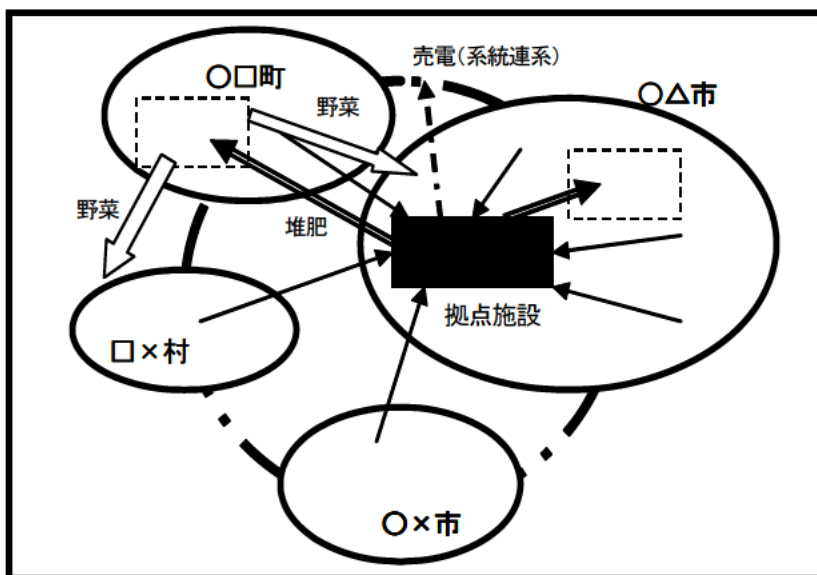 売電(系統連系)
〇□町
野菜
〇△市
野菜
堆肥
拠点施設
□×村
〇×市